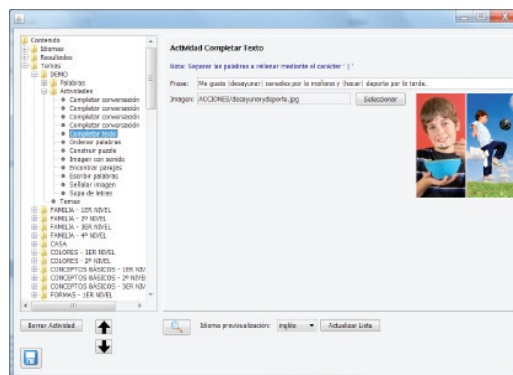 Contenido
Idiomas
Resultados
Temas
DEMO
Palabras
Actividades
Completar conversación
Completar conversación
Completar conversación
Completar conversación
Completar texto
Ordenar palabras
Construir puzzle
Imagen con sonido
Encontrar parejas
Escribir palabras
Señalar imagen
Sopa de letras
Temas
FAMILIA - 1ER NIVEL
FAMILIA - 2º NIVEL
FAMILIA - 3ER NIVEL
FAMILIA - 4º NIVEL
CASA
COLORES - 1ER NIVEL
COLORES - 2º NIVEL
CONCEPTOS BÁSICOS - 1ER NIV
CONCEPTOS BÁSICOS - 2º NIV
CONCEPTOS BÁSICOS - 3ER NIV
FORMAS - 1ER NIVEL
Borrar Actividad
Actividad Completar Texto
Nota: Separar las palabras a rellenar mediante el carácter ' | '
Frase: Me gusta |desayunar| cereales por la mañana y |hacer| deporte por la tarde.
Imagen: ACCIONES/desayunarydeporte.jpg Seleccionar
Idioma previsualización: inglés Actualizar Lista